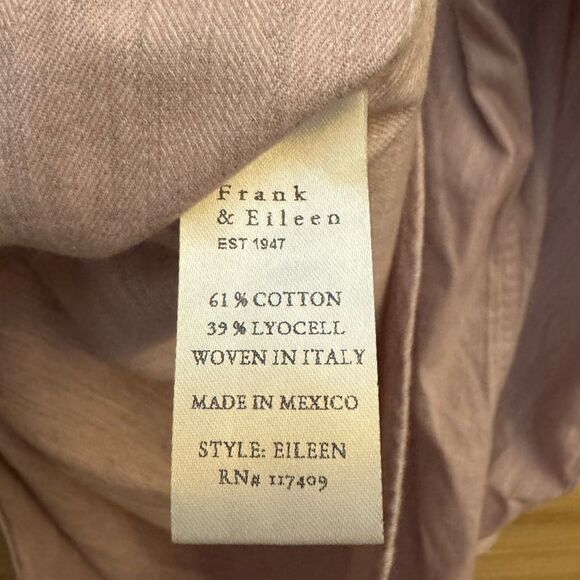 Frank
& Eileen
EST 1947
61% COTTON
39% LYOCELL
WOVEN IN ITALY
MADE IN MEXICO
STYLE: EILEEN
RN# 117409